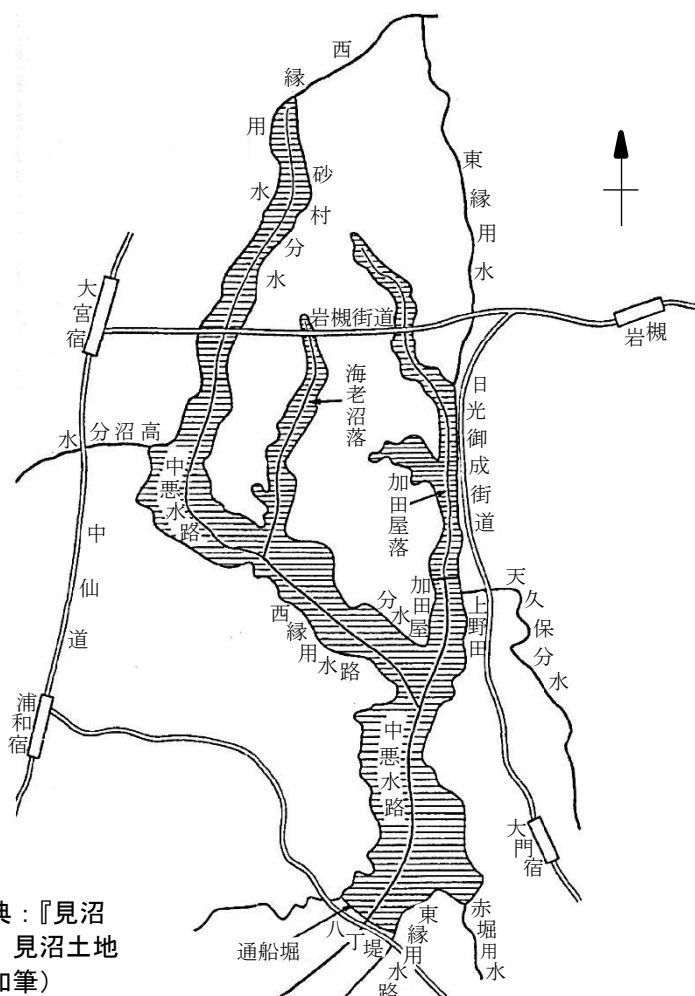 西縁用水
砂村分水
東縁用水
大宮宿
岩槻街道
岩槻
海老沼落
日光御成街道
高沼分水
中悪水路
加田屋落
中仙道
加田屋分水
上野田
天久保分水
西縁用水路
浦和宿
中悪水路
大門宿
典：『見沼
見沼土地
加筆）
通船堀
八丁堤
東縁用水路
赤堀用水